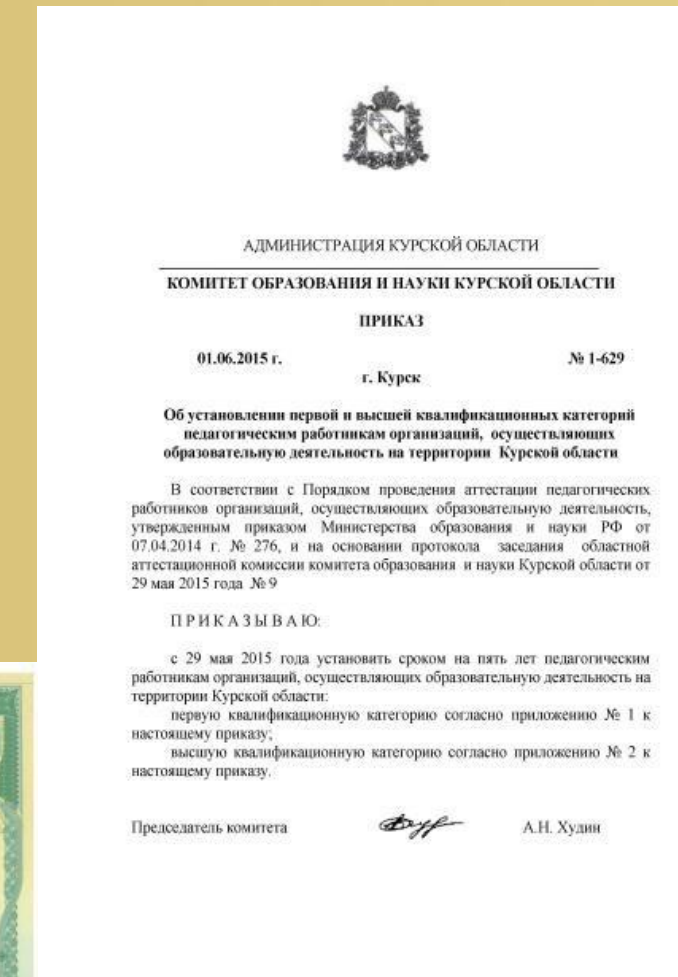 АДМИНИСТРАЦИЯ КУРСКОЙ ОБЛАСТИ
КОМИТЕТ ОБРАЗОВАНИЯ И НАУКИ КУРСКОЙ ОБЛАСТИ
ПРИКАЗ
01.06.2015 г. № 1-629
г. Курск
Об установлении первой и высшей квалификационных категорий
педагогическим работникам организаций, осуществляющих
образовательную деятельность на территории Курской области
В соответствии с Порядком проведения аттестации педагогических
работников организаций, осуществляющих образовательную деятельность,
утвержденным приказом Министерства образования и науки РФ от
07.04.2014 г. № 276, и на основании протокола заседания областной
аттестационной комиссии комитета образования и науки Курской области от
29 мая 2015 года № 9
П Р И К А З Ы В А Ю:
с 29 мая 2015 года установить сроком на пять лет педагогическим
работникам организаций, осуществляющих образовательную деятельность на
территории Курской области:
первую квалификационную категорию согласно приложению № 1 к
настоящему приказу;
высшую квалификационную категорию согласно приложению № 2 к
настоящему приказу.
Председатель комитета А.Н. Худин